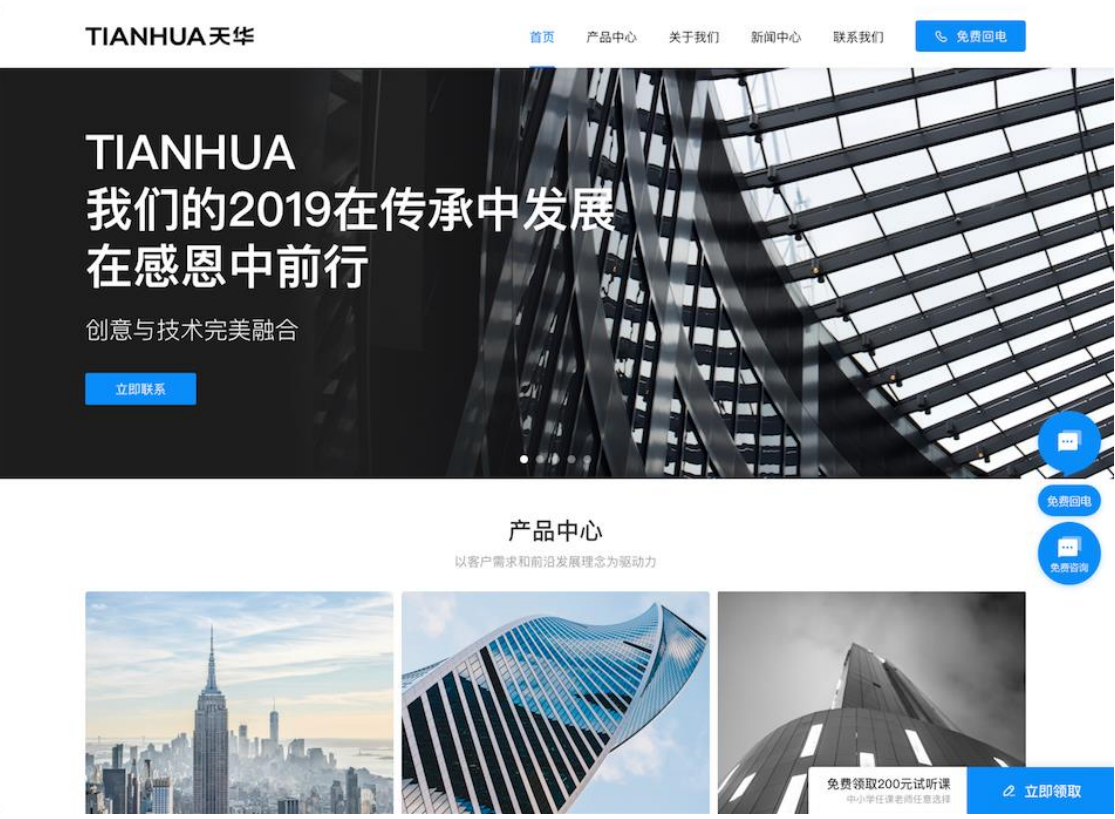 TIANHUA天华
首页
产品中心
关于我们
新闻中心
联系我们
免费回电
TIANHUA
我们的2019在传承中发展
在感恩中前行
创意与技术完美融合
立即联系
免费回电
免费咨询
产品中心
以客户需求和前沿发展理念为驱动力
免费领取200元试听课
中小学任课老师任意选择
立即领取